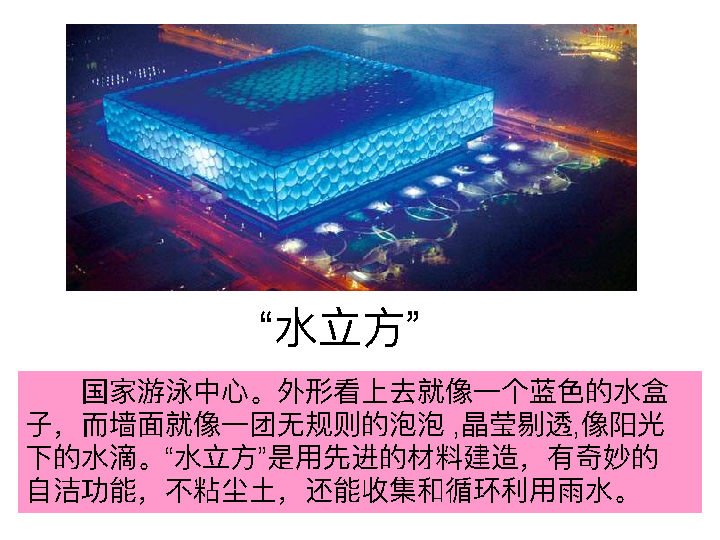 “水立方”
国家游泳中心。外形看上去就像一个蓝色的水盒
子，而墙面就像一团无规则的泡泡 ,晶莹剔透,像阳光
下的水滴。“水立方”是用先进的材料建造，有奇妙的
自洁功能，不粘尘土，还能收集和循环利用雨水。